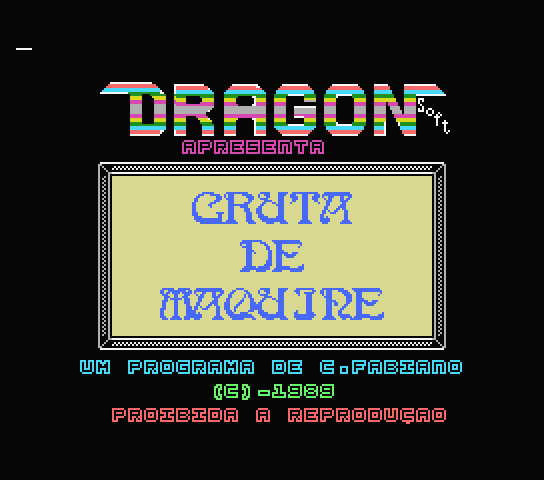 DRAGON Soft
APRESENTA
GRUTA
DE
MAQUINE
UM PROGRAMA DE C.FABIANO
(C)-1989
PROIBIDA A REPRODUÇAO